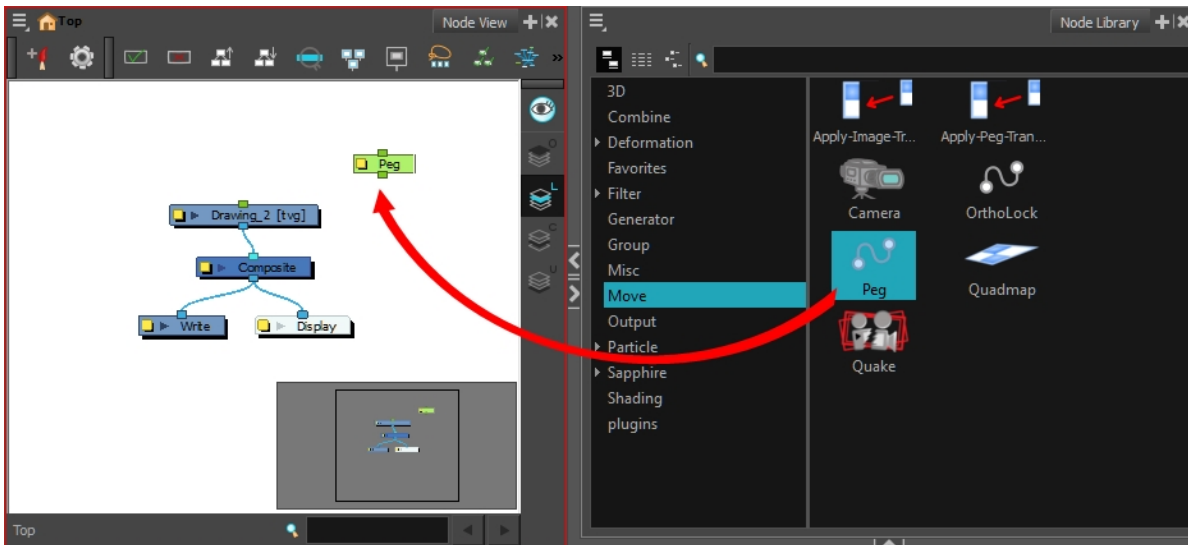 Top
Node View
Peg
O
L
Drawing_2 [tvg]
C
Composite
U
Write
Display
Top
Node Library
3D
Combine
Deformation
Favorites
Filter
Generator
Group
Misc
Move
Output
Particle
Sapphire
Shading
plugins
Apply-Image-Tr...
Apply-Peg-Tran...
Camera
OrthoLock
Peg
Quadmap
Quake